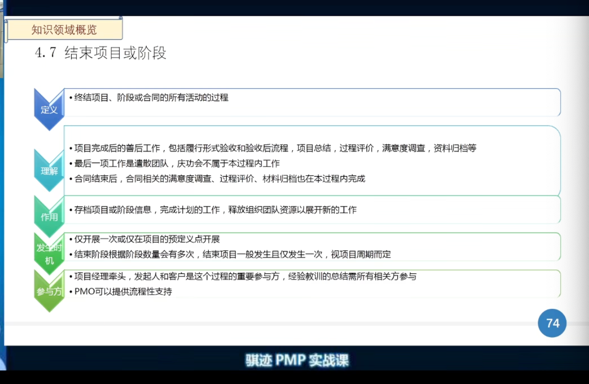 知识领域概览
4.7 结束项目或阶段
定义
•终结项目、阶段或合同的所有活动的过程
理解
•项目完成后的善后工作，包括履行形式验收和验收后流程，项目总结，过程评价，满意度调查，资料归档等
•最后一项工作是遣散团队，庆功会不属于本过程内工作
•合同结束后，合同相关的满意度调查、过程评价、材料归档也在本过程内完成
作用
•存档项目或阶段信息，完成计划的工作，释放组织团队资源以展开新的工作
发生时
机
•仅开展一次或仅在项目的预定义点开展
•结束阶段根据阶段数量会有多次，结束项目一般发生且仅发生一次，视项目周期而定
参与方
•项目经理牵头，发起人和客户是这个过程的重要参与方，经验教训的总结需所有相关方参与
•PMO可以提供流程性支持
74
骐迹 PMP 实战课